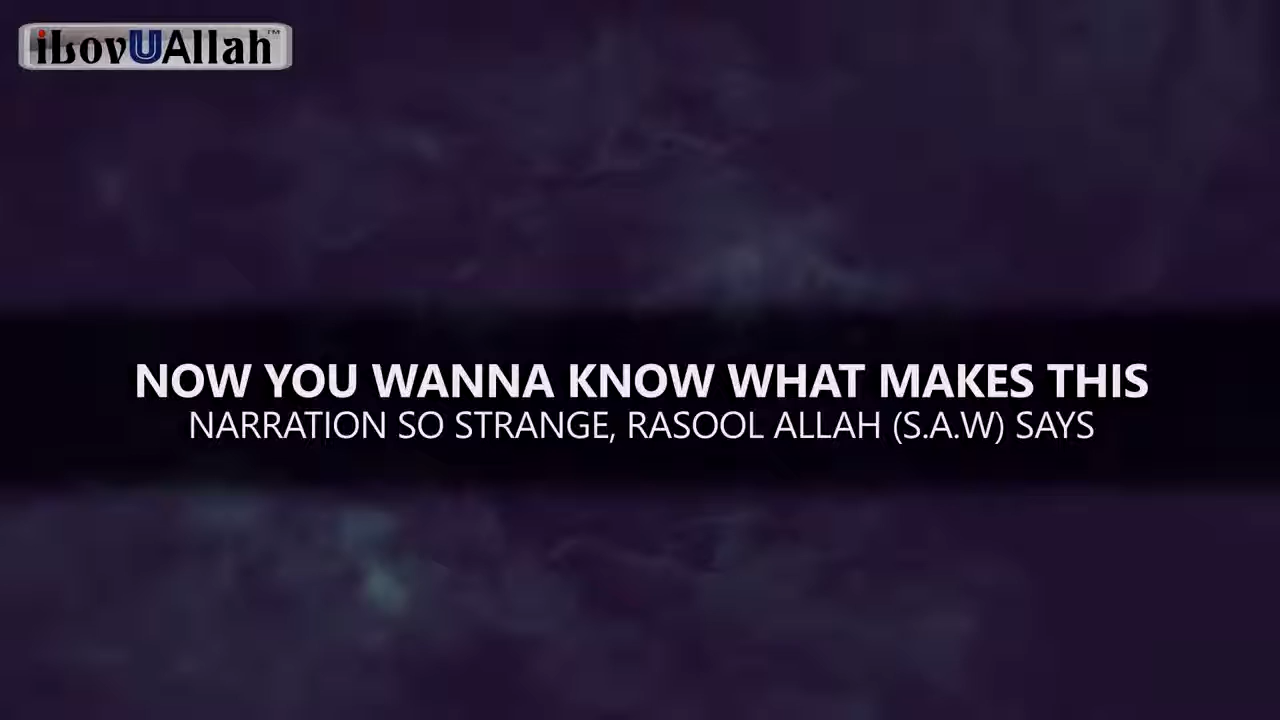 iLovUAllah™
NOW YOU WANNA KNOW WHAT MAKES THIS
NARRATION SO STRANGE, RASOOL ALLAH (S.A.W) SAYS